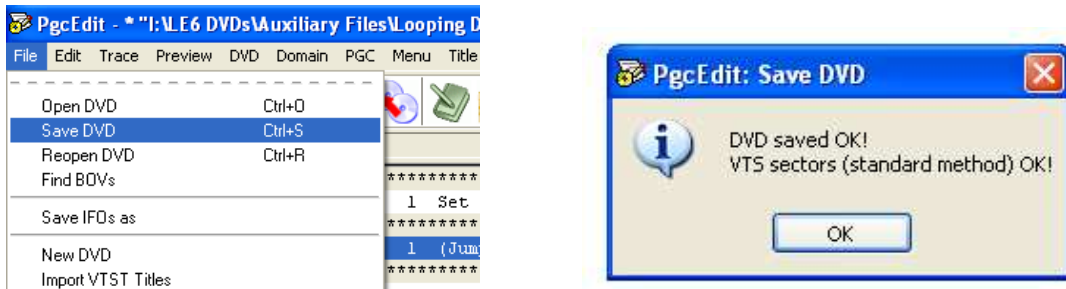 PgcEdit - * "I:\LE6 DVDs\Auxiliary Files\Looping D
File Edit Trace Preview DVD Domain PGC Menu Title
Open DVD Ctrl+O
Save DVD Ctrl+S
Reopen DVD Ctrl+R
Find BOVs
Save IFOs as
New DVD
Import VTST Titles
*********
1 Set
*********
1 (Jum
*********
PgcEdit: Save DVD
DVD saved OK!
VTS sectors (standard method) OK!
OK